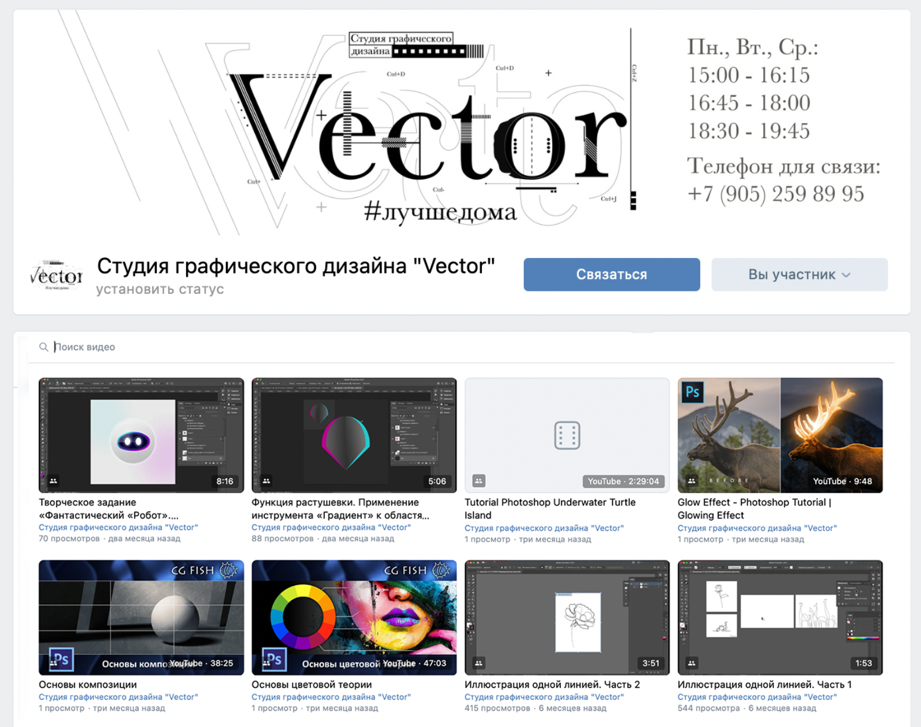 Студия графического
дизайна
Ctrl+D
Ctrl+D
Ctrl+Z
Vector
Ctrl+
Ctrl-
Ctrl+J
#лучшедома
Пн., Вт., Ср.:
15:00 - 16:15
16:45 - 18:00
18:30 - 19:45
Телефон для связи:
+7 (905) 259 89 95
Vector
Студия графического дизайна "Vector"
установить статус
Связаться
Вы участник
Поиск видео
8:16
Творческое задание
«Фантастический «Робот»....
Студия графического дизайна "Vector"
70 просмотров · два месяца назад
5:06
Функция растушевки. Применение
инструмента «Градиент» к областя...
Студия графического дизайна "Vector"
88 просмотров · два месяца назад
YouTube · 2:29:04
Tutorial Photoshop Underwater Turtle
Island
Студия графического дизайна "Vector"
1 просмотр · три месяца назад
Ps
BEFORE
YouTube · 9:48
Glow Effect - Photoshop Tutorial |
Glowing Effect
Студия графического дизайна "Vector"
1 просмотр · три месяца назад
CG FISH
Ps
Основы комп
YouTube · 38:25
Основы композиции
Студия графического дизайна "Vector"
1 просмотр · три месяца назад
CG FISH
Ps
Основы цветовой
YouTube · 47:03
Основы цветовой теории
Студия графического дизайна "Vector"
1 просмотр · три месяца назад
3:51
Иллюстрация одной линией. Часть 2
Студия графического дизайна "Vector"
415 просмотров · 6 месяцев назад
1:53
Иллюстрация одной линией. Часть 1
Студия графического дизайна "Vector"
544 просмотра · 6 месяцев назад